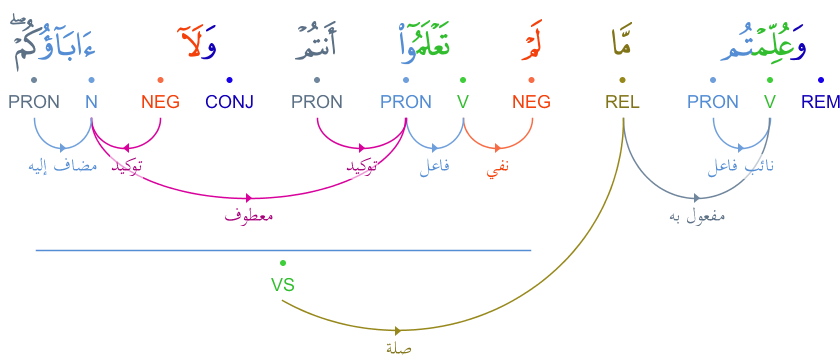 وَعُلِّمْتُم مَّا لَمْ تَعْلَمُوٓا۟ أَنتُمْ وَلَآ ءَابَآؤُكُمْ ۖ
REM V PRON REL NEG V PRON PRON CONJ NEG N PRON
نائب فاعل نفي فاعل توكيد توكيد مضاف إليه
مفعول به معطوف
VS
صلة